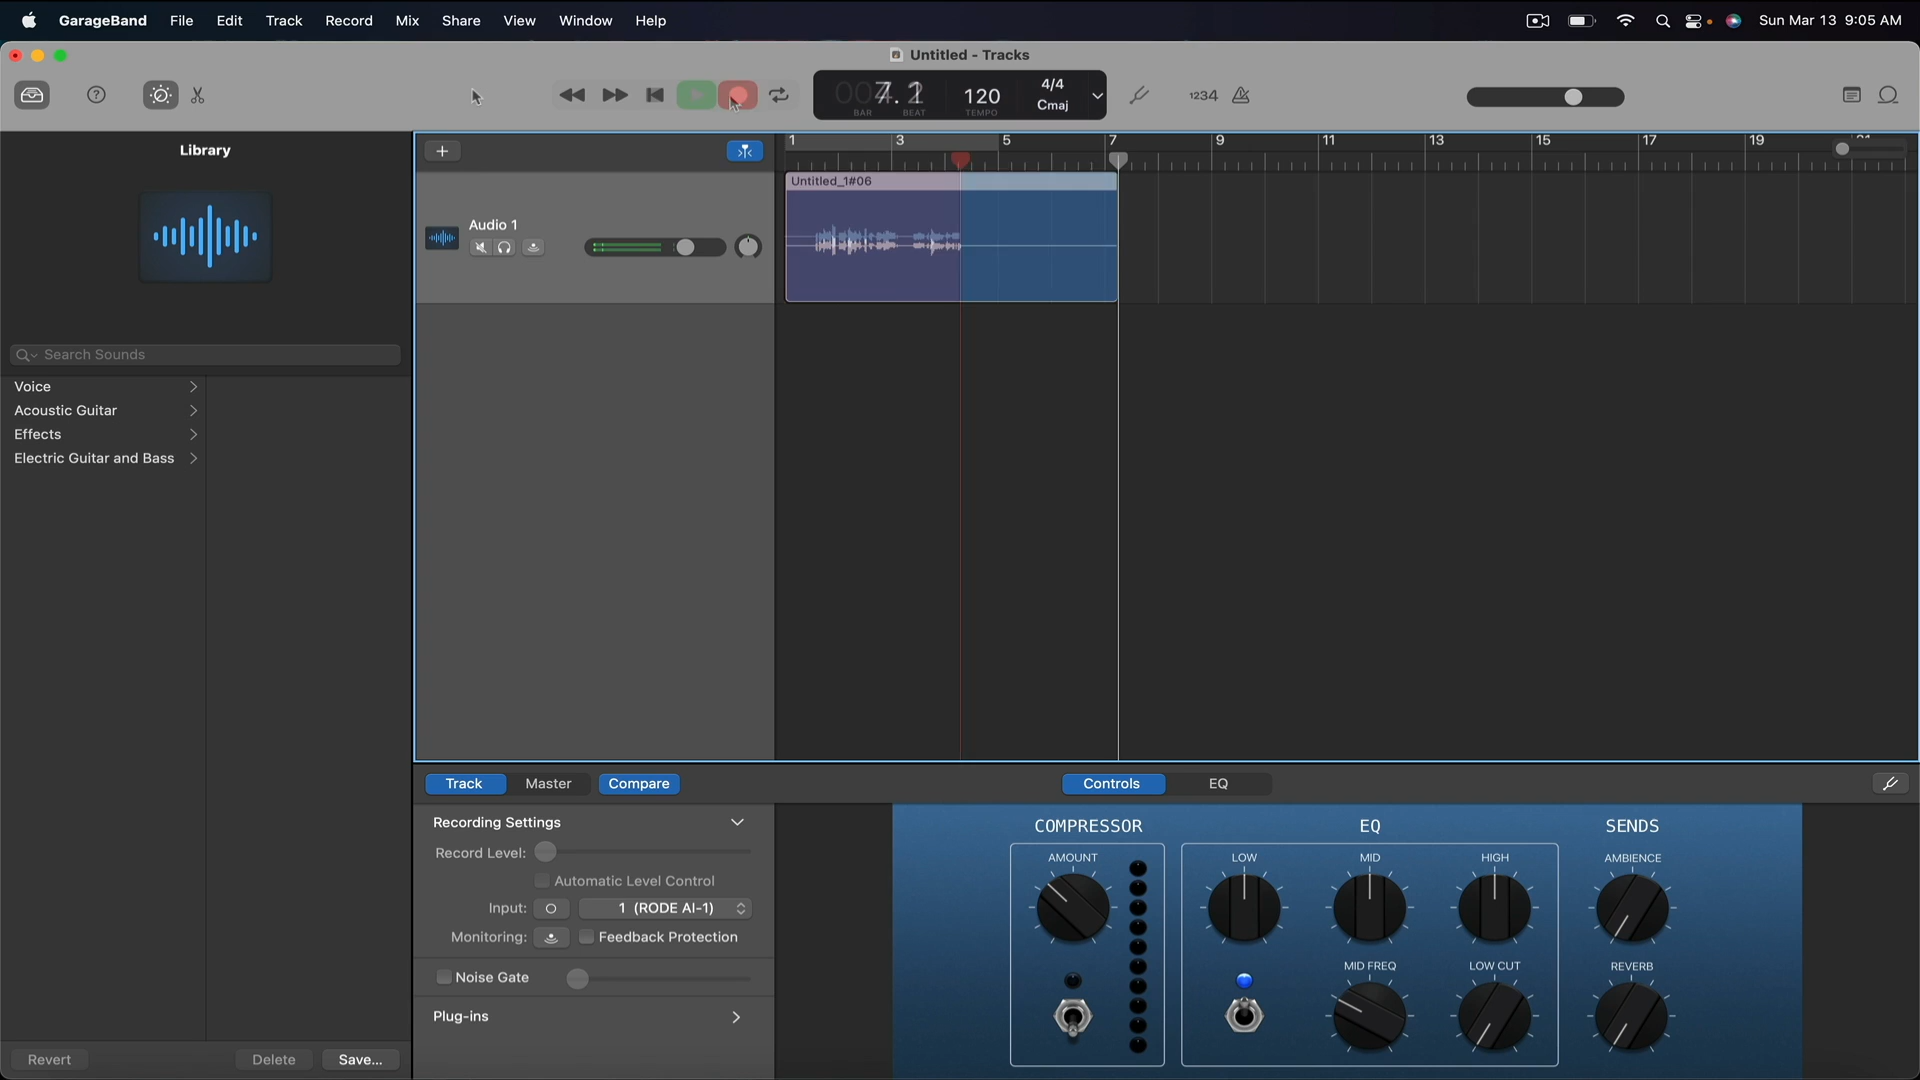 GarageBand File Edit Track Record Mix Share View Window Help Sun Mar 13 9:05 AM
Untitled - Tracks
120 4/4 Cmaj
BAR BEAT TEMPO
1234
Library
1 3 5 7 9 11 13 15 17 19
Untitled_1#06
Audio 1
Search Sounds
Voice
Acoustic Guitar
Effects
Electric Guitar and Bass
Revert Delete Save...
Track Master Compare Controls EQ
Recording Settings
Record Level:
Automatic Level Control
Input: 1 (RODE AI-1)
Monitoring: Feedback Protection
Noise Gate
Plug-ins
COMPRESSOR EQ SENDS
AMOUNT LOW MID HIGH AMBIENCE
MID FREQ LOW CUT REVERB